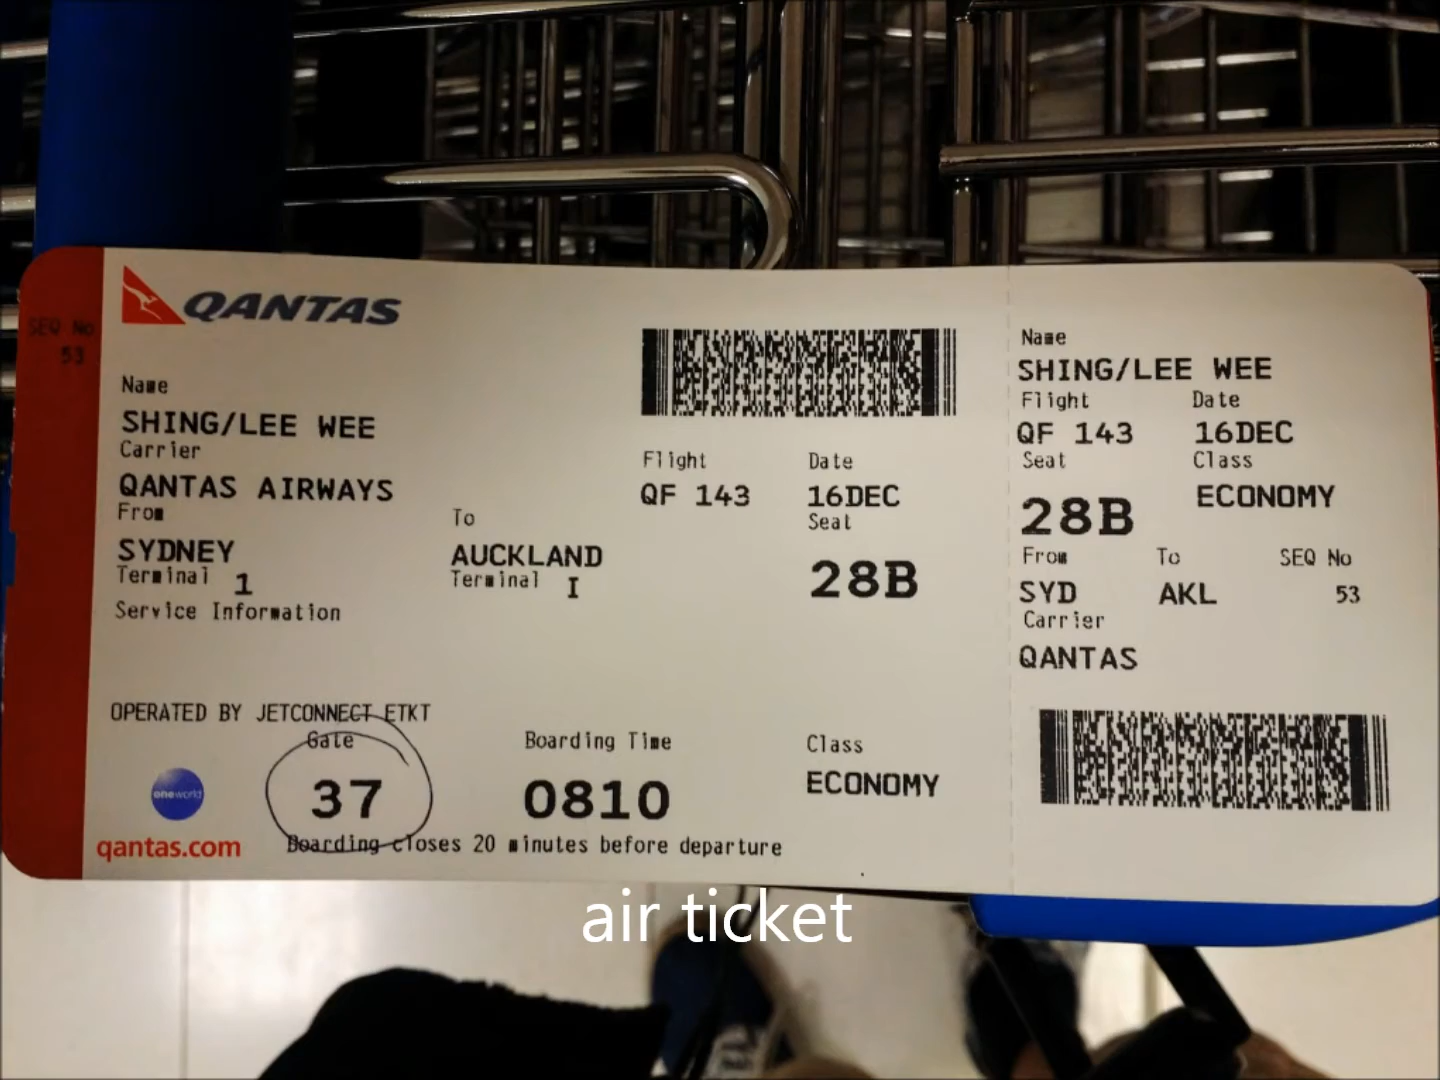 QANTAS
SEQ No
53
Name
SHING/LEE WEE
Carrier
QANTAS AIRWAYS
From
To
SYDNEY
AUCKLAND
Terminal 1
Terminal I
Service Information
Flight
Date
QF 143
16DEC
Seat
28B
OPERATED BY JETCONNECT ETKT
Gate
Boarding Time
Class
37
0810
ECONOMY
oneworld
qantas.com
Boarding closes 20 minutes before departure
Name
SHING/LEE WEE
Flight
Date
QF 143
16DEC
Seat
Class
28B
ECONOMY
From
To
SEQ No
SYD
AKL
53
Carrier
QANTAS
air ticket